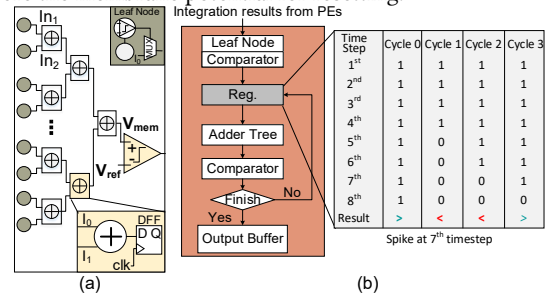 Integration results from PEs
In1
In2
...
Leaf Node
I0
MUX
Vmem
Vref
+
-
I0
I1
DFF
D Q
clk
(a)
Leaf Node
Comparator
Reg.
Adder Tree
Comparator
Finish
No
Yes
Output Buffer
Time Step Cycle 0 Cycle 1 Cycle 2 Cycle 3
1st 1 1 1 1
2nd 1 1 1 1
3rd 1 1 1 1
4th 1 1 1 1
5th 1 0 1 1
6th 1 0 1 1
7th 1 0 0 1
8th 1 0 0 0
Result > < < >
Spike at 7th timestep
(b)